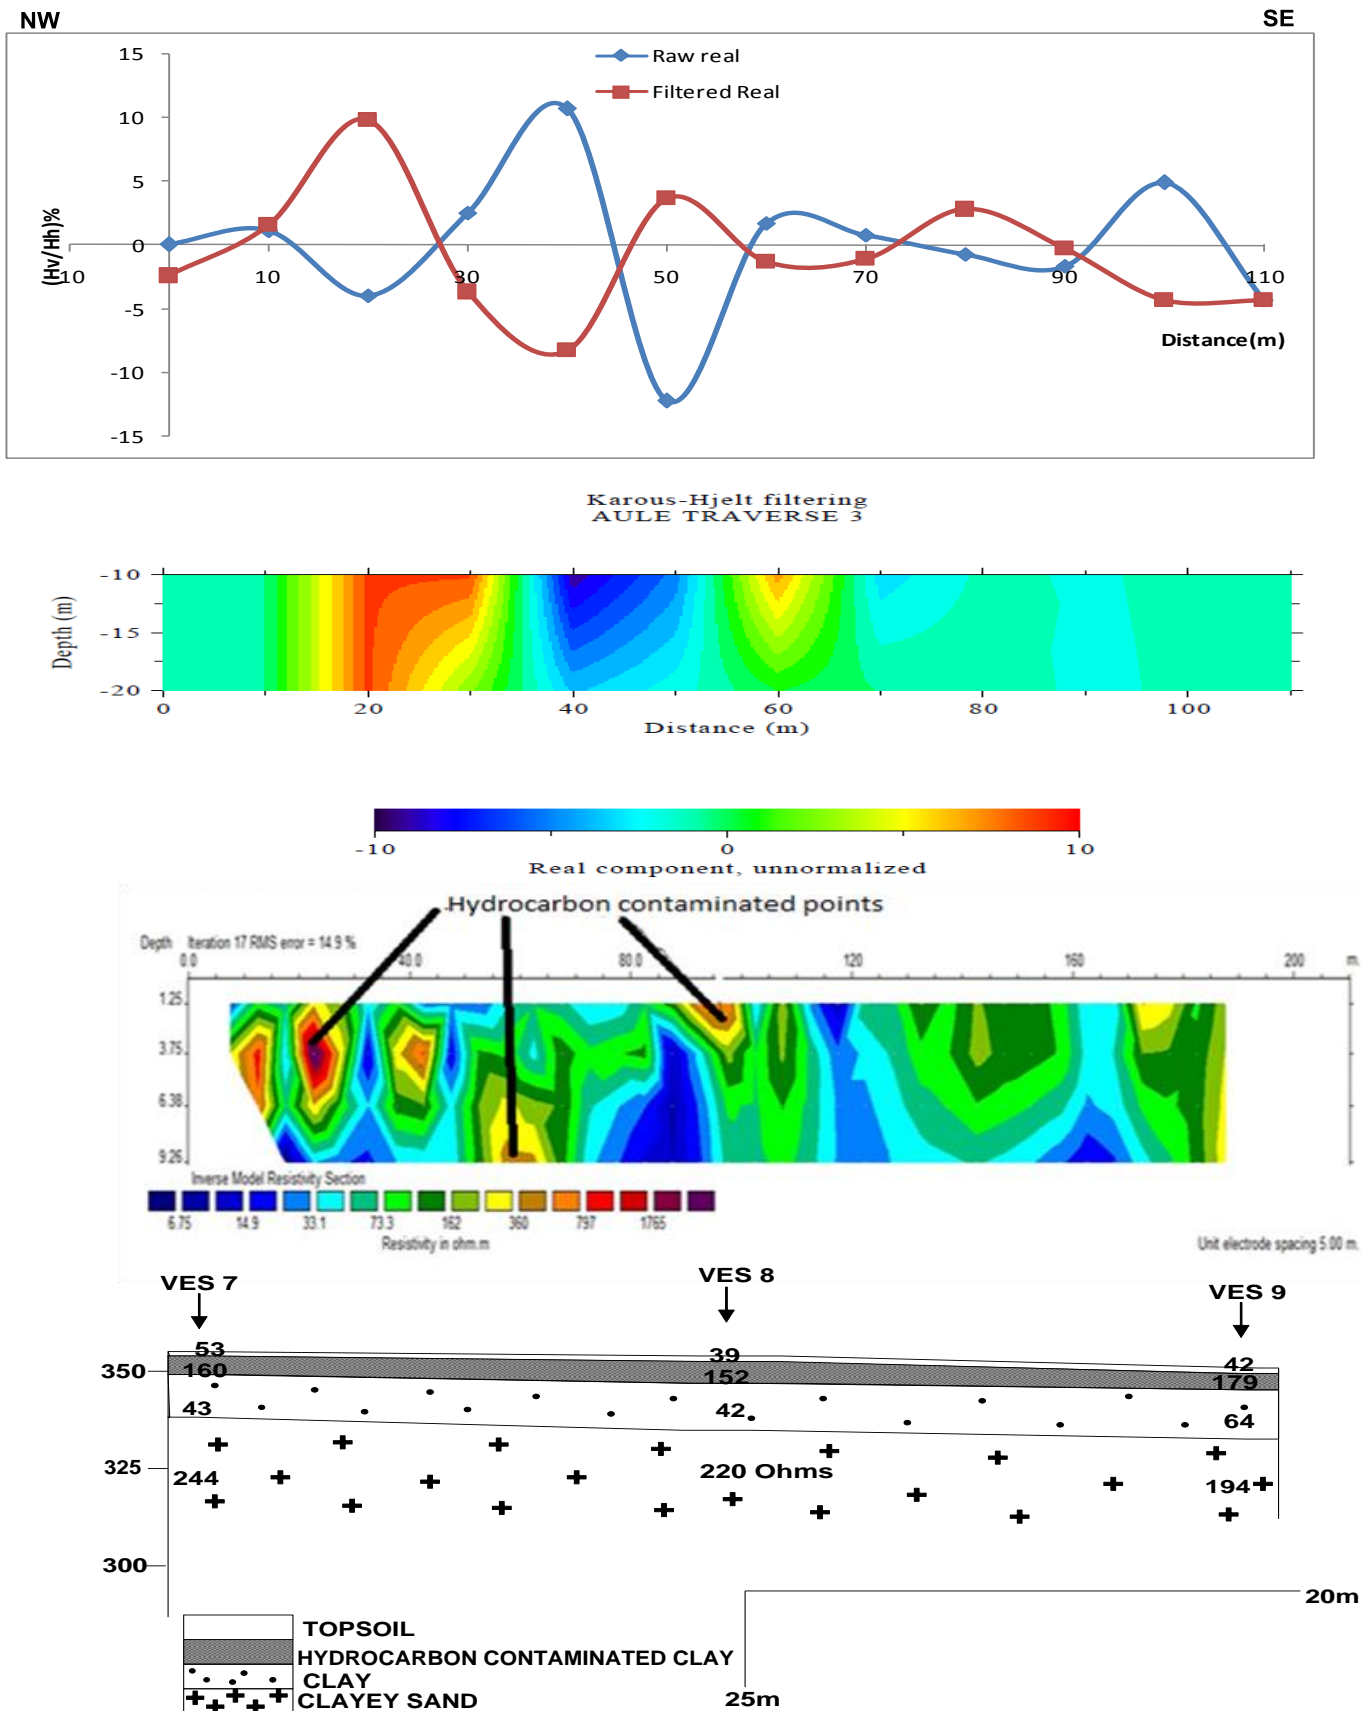 NW SE
15
Raw real
Filtered Real
10
5
0
-5
-10
-15
(Hv/Hh)%
-10 10 30 50 70 90 110
Distance(m)
Karous-Hjelt filtering
AULE TRAVERSE 3
-10
-15
-20
Depth (m)
0 20 40 60 80 100
Distance (m)
-10 0 10
Real component, unnormalized
Hydrocarbon contaminated points
Depth Iteration 17 RMS error = 14.9 %
0.0 40.0 80.0 120 160 200 m.
1.25
3.75
6.38
9.26
Inverse Model Resistivity Section
6.75 14.9 33.1 73.3 162 360 797 1765
Resistivity in ohm.m
Unit electrode spacing 5.00 m.
VES 7 VES 8 VES 9
53 39 42
350
160 152 179
43 42 64
325
244 220 Ohms 194
300
20m
TOPSOIL
HYDROCARBON CONTAMINATED CLAY
CLAY
CLAYEY SAND
25m